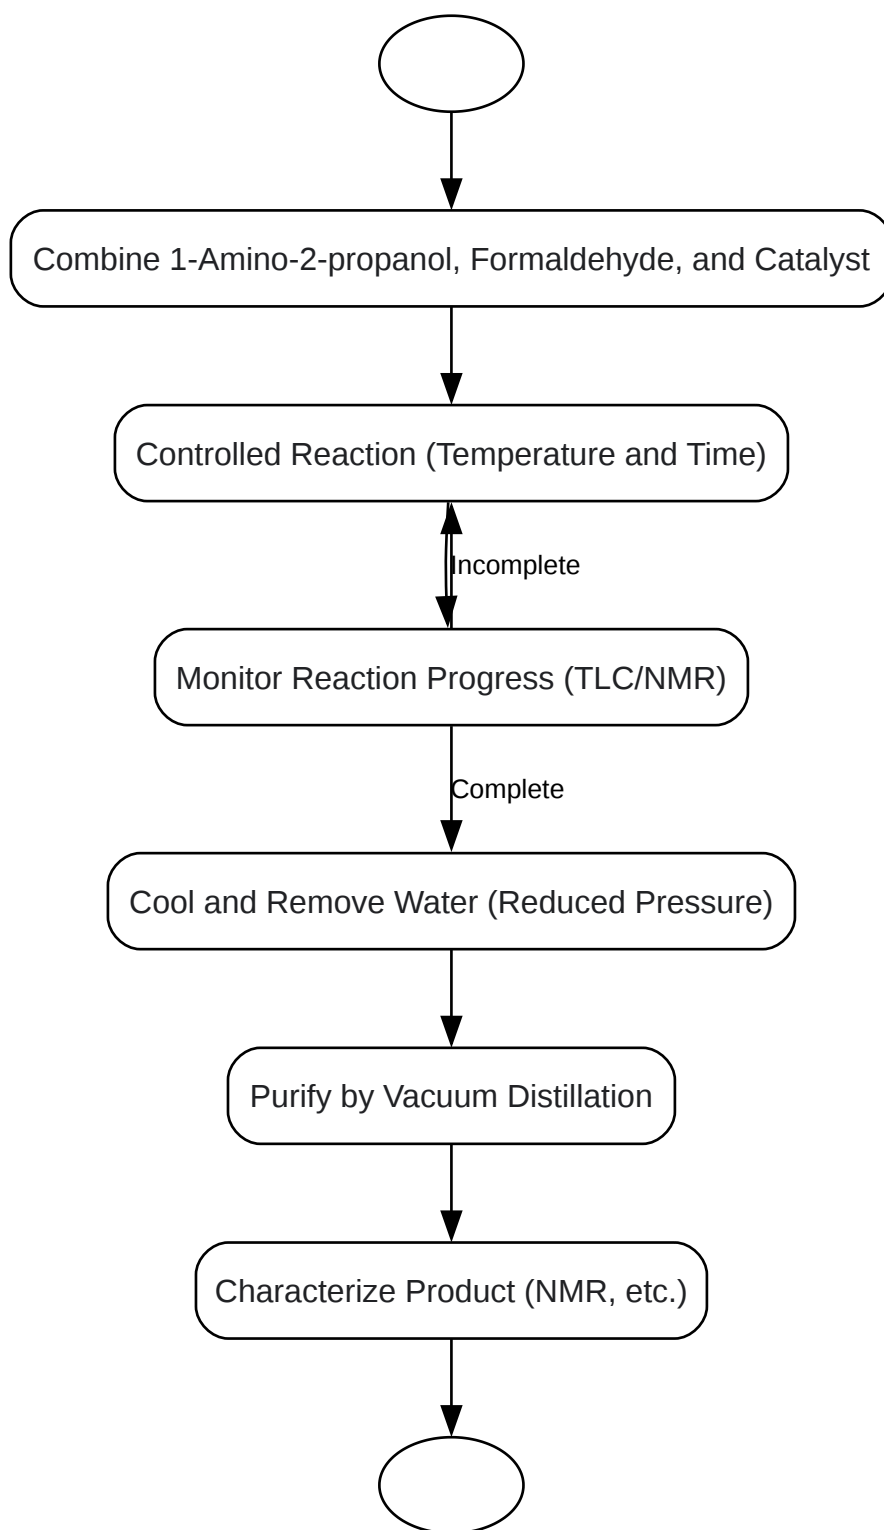 Combine 1-Amino-2-propanol, Formaldehyde, and Catalyst
Controlled Reaction (Temperature and Time)
Incomplete
Monitor Reaction Progress (TLC/NMR)
Complete
Cool and Remove Water (Reduced Pressure)
Purify by Vacuum Distillation
Characterize Product (NMR, etc.)